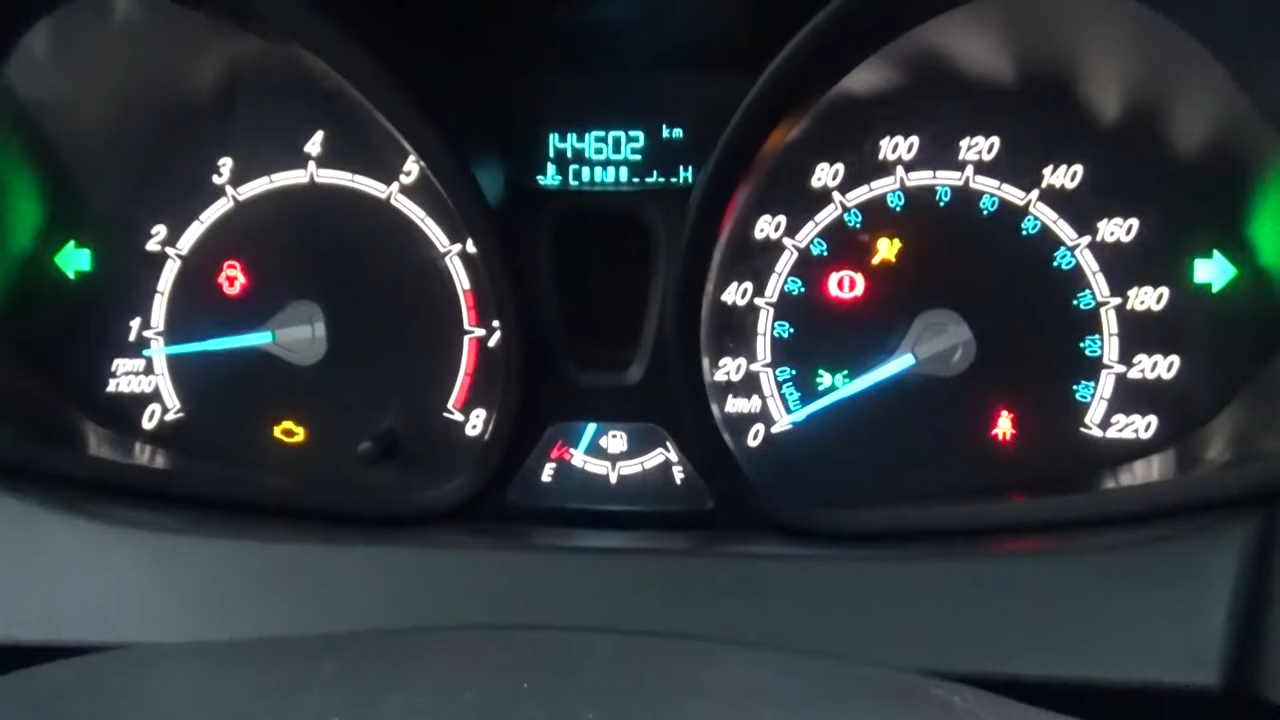 144602 km
C H
4
3 5
2
1 7
rpm
x1000
0 8
100 120
80 140
60 160
40 180
20 200
km/h
0 220
60 70 80
50 90
40 100
30 110
20 120
10 130
mph
E F